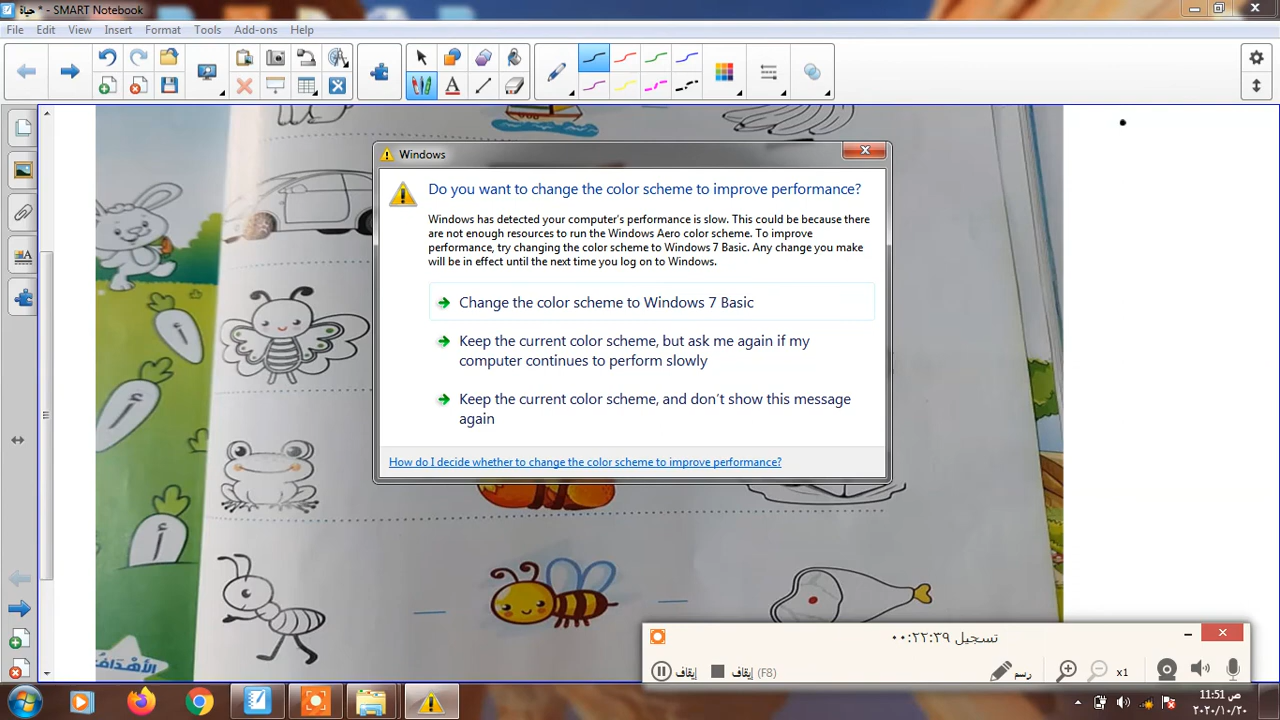 حياة * - SMART Notebook
File Edit View Insert Format Tools Add-ons Help
Windows
Do you want to change the color scheme to improve performance?
Windows has detected your computer's performance is slow. This could be because there
are not enough resources to run the Windows Aero color scheme. To improve
performance, try changing the color scheme to Windows 7 Basic. Any change you make
will be in effect until the next time you log on to Windows.
Change the color scheme to Windows 7 Basic
Keep the current color scheme, but ask me again if my
computer continues to perform slowly
Keep the current color scheme, and don't show this message
again
How do I decide whether to change the color scheme to improve performance?
أ
أ
أ
الأهداف
تسجيل ٠٠:٢٢:٣٩
إيقاف
إيقاف (F8)
رسم
x1
11:51 ص
٢٠٢٠/١٠/٢٠